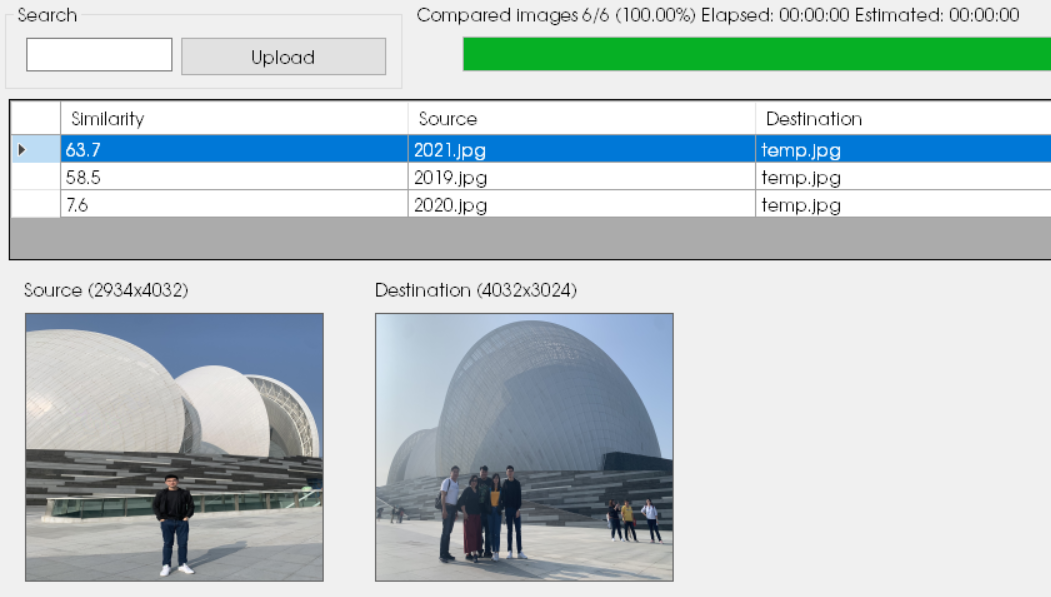 Search
Compared images 6/6 (100.00%) Elapsed: 00:00:00 Estimated: 00:00:00
Upload
Similarity Source Destination
63.7 2021.jpg temp.jpg
58.5 2019.jpg temp.jpg
7.6 2020.jpg temp.jpg
Source (2934x4032) Destination (4032x3024)